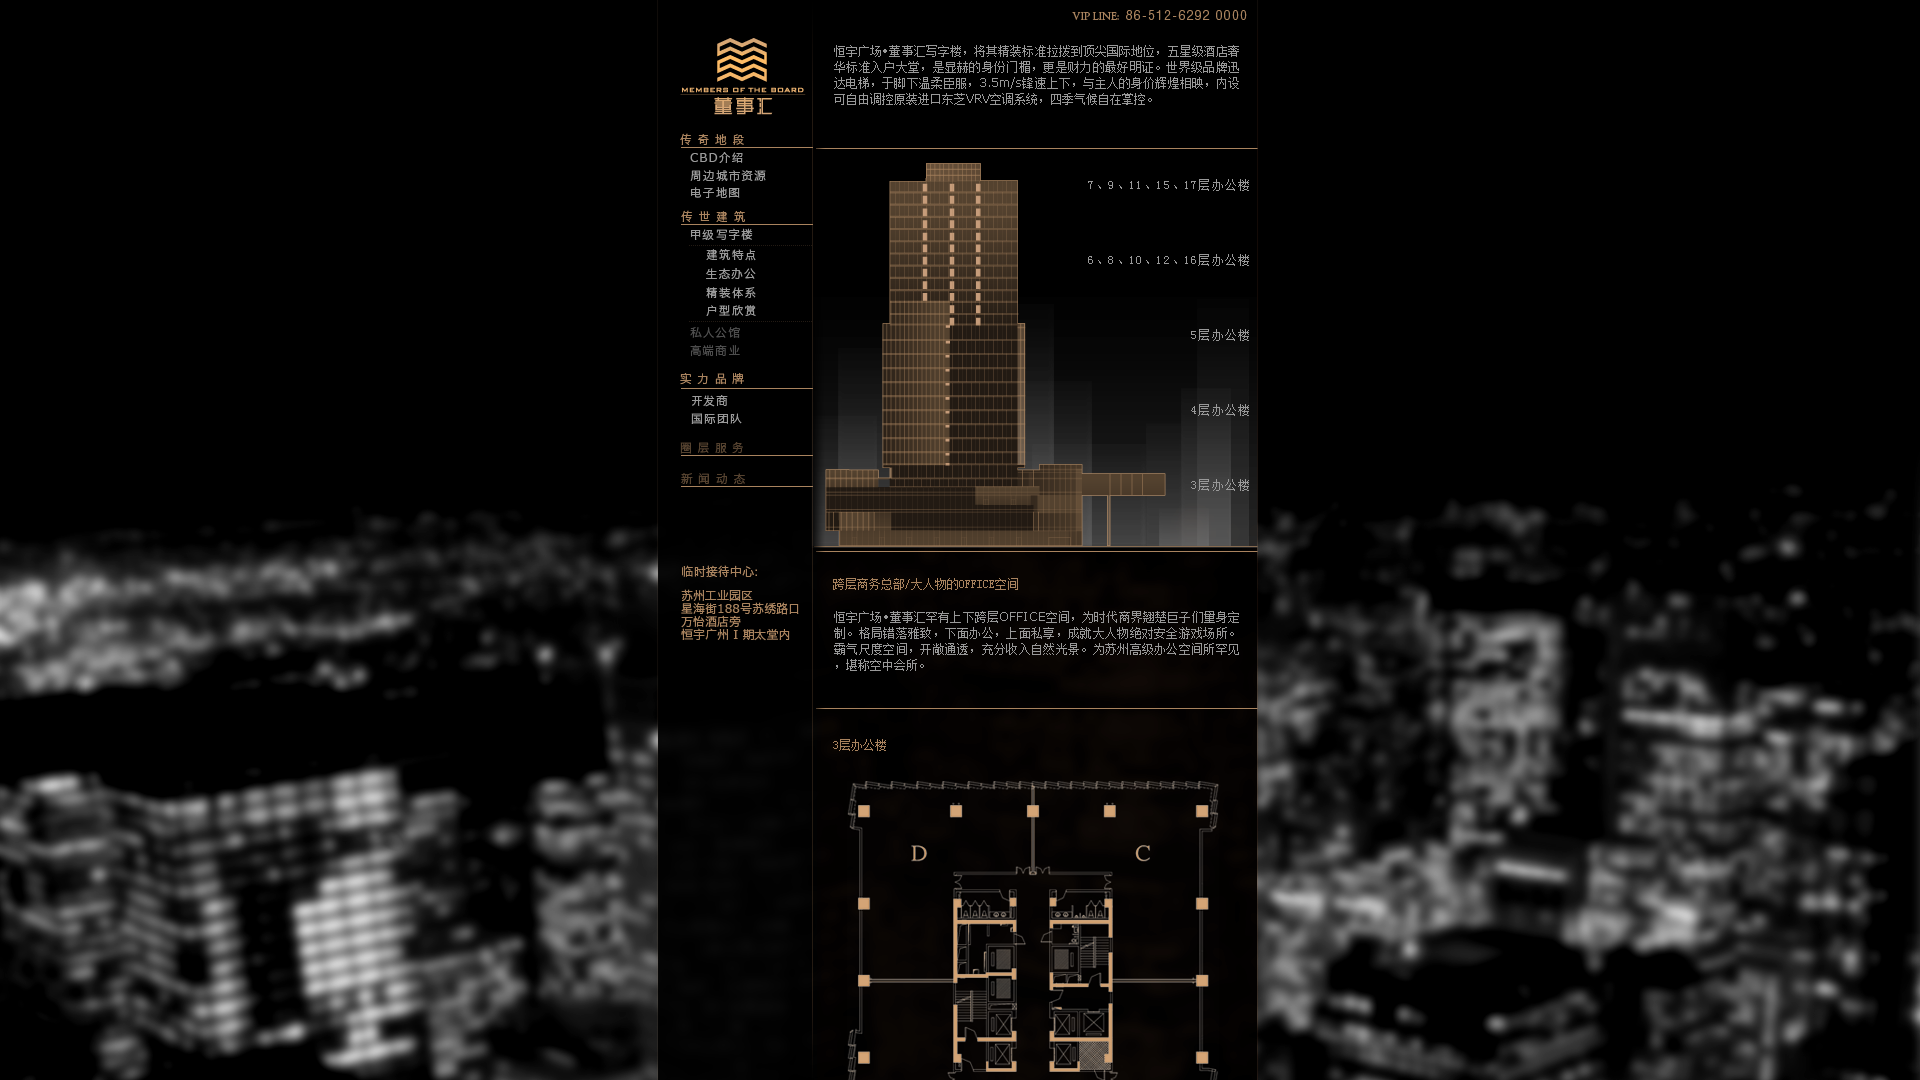 VIP LINE: 86-512-6292 0000
MEMBERS OF THE BOARD
董事汇
传奇地段
CBD介绍
周边城市资源
电子地图
传世建筑
甲级写字楼
建筑特点
生态办公
精装体系
户型欣赏
私人公馆
高端商业
实力品牌
开发商
国际团队
圈层服务
新闻动态
临时接待中心:
苏州工业园区
星海街188号苏绣路口
万怡酒店旁
恒宇广州 I 期太堂内
恒宇广场•董事汇写字楼，将其精装标准拉拨到顶尖国际地位，五星级酒店奢
华标准入户大堂，是显赫的身份门楣，更是财力的最好明证。世界级品牌迅
达电梯，于脚下温柔臣服，3.5m/s锋速上下，与主人的身价辉煌相映，内设
可自由调控原装进口东芝VRV空调系统，四季气候自在掌控。
7、9、11、15、17层办公楼
6、8、10、12、16层办公楼
5层办公楼
4层办公楼
3层办公楼
跨层商务总部/大人物的OFFICE空间
恒宇广场•董事汇罕有上下跨层OFFICE空间，为时代商界翘楚巨子们量身定
制。格局错落雅致，下面办公，上面私享，成就大人物绝对安全游戏场所。
霸气尺度空间，开敞通透，充分收入自然光景。为苏州高级办公空间所罕见
，堪称空中会所。
3层办公楼
D
C